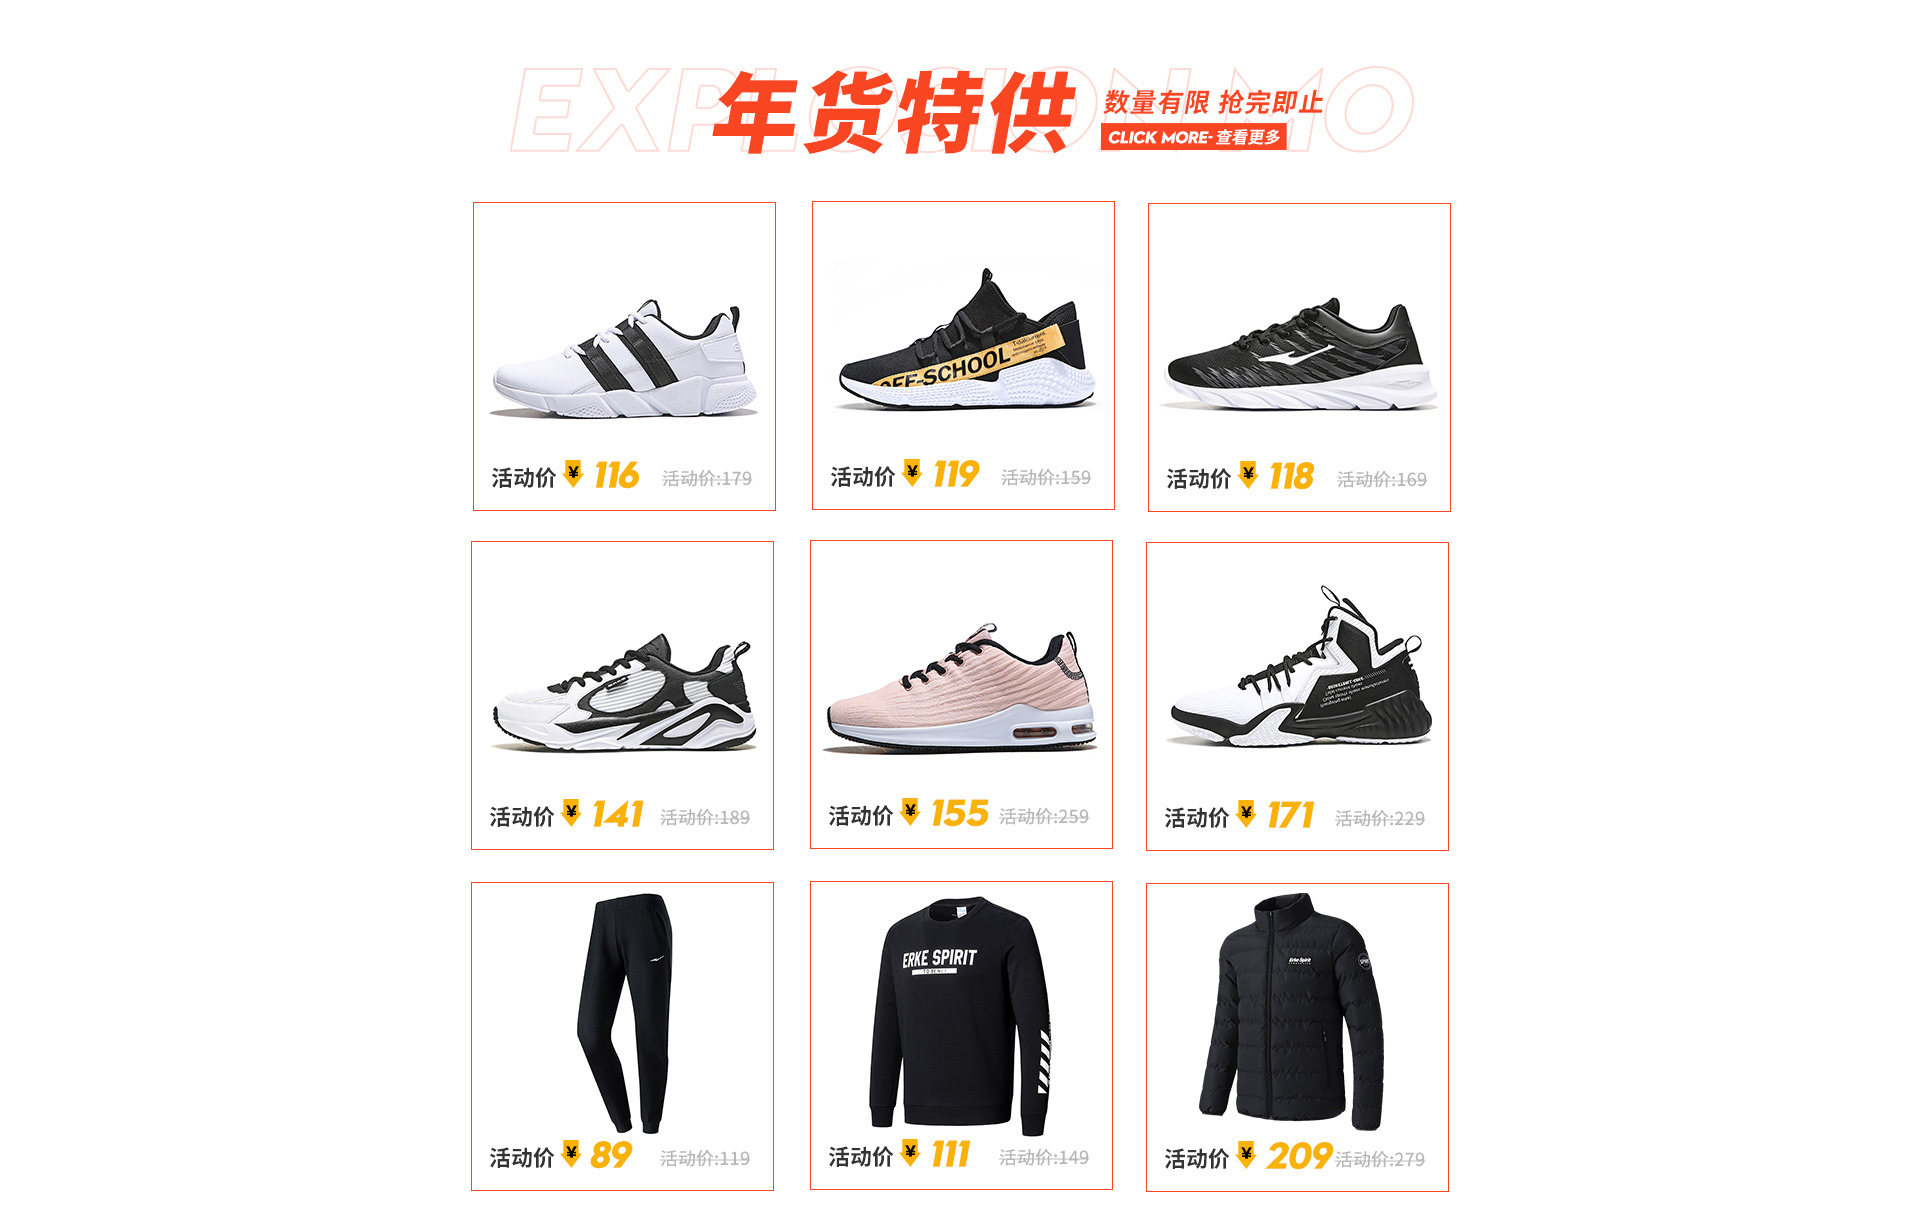 EXPLOSION MO
年货特供
数量有限 抢完即止
CLICK MORE-查看更多
OFF-SCHOOL
活动价 ¥ 116 活动价:179
活动价 ¥ 119 活动价:159
活动价 ¥ 118 活动价:169
活动价 ¥ 141 活动价:189
活动价 ¥ 155 活动价:259
活动价 ¥ 171 活动价:229
ERKE SPIRIT
Erke-Spirit
SPIRIT
活动价 ¥ 89 活动价:119
活动价 ¥ 111 活动价:149
活动价 ¥ 209 活动价:279